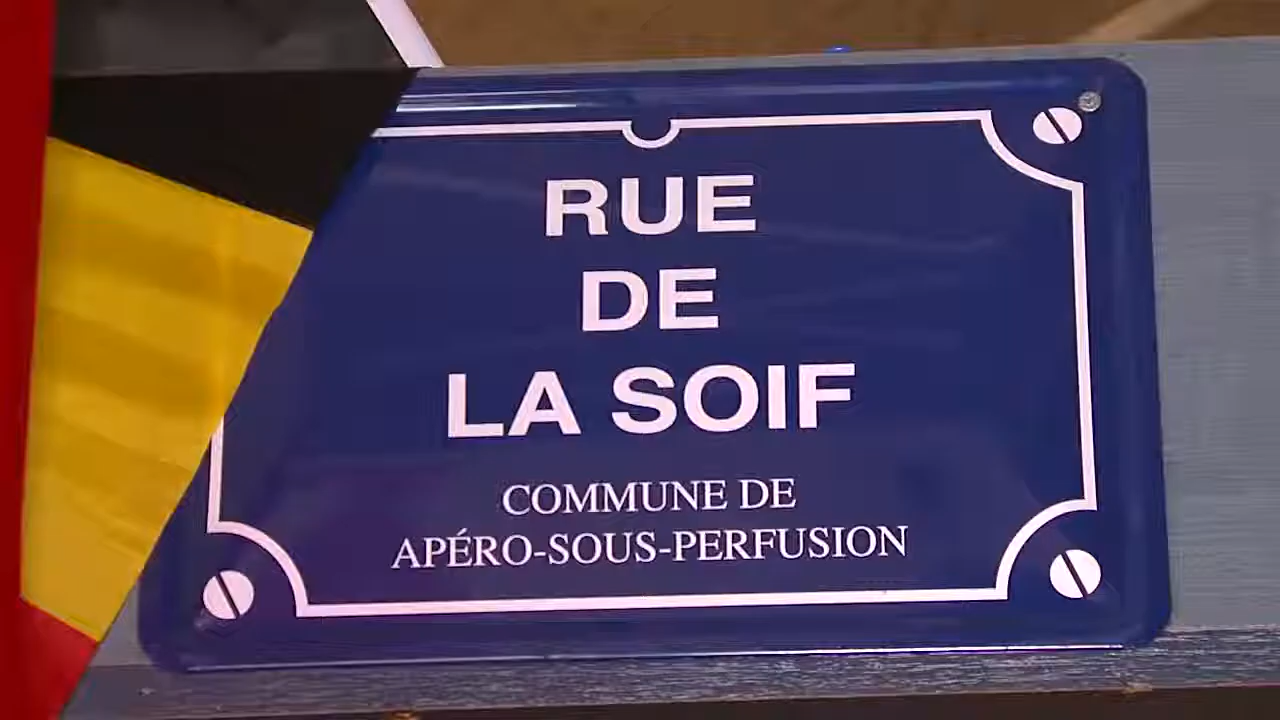 RUE
DE
LA SOIF
COMMUNE DE
APÉRO-SOUS-PERFUSION